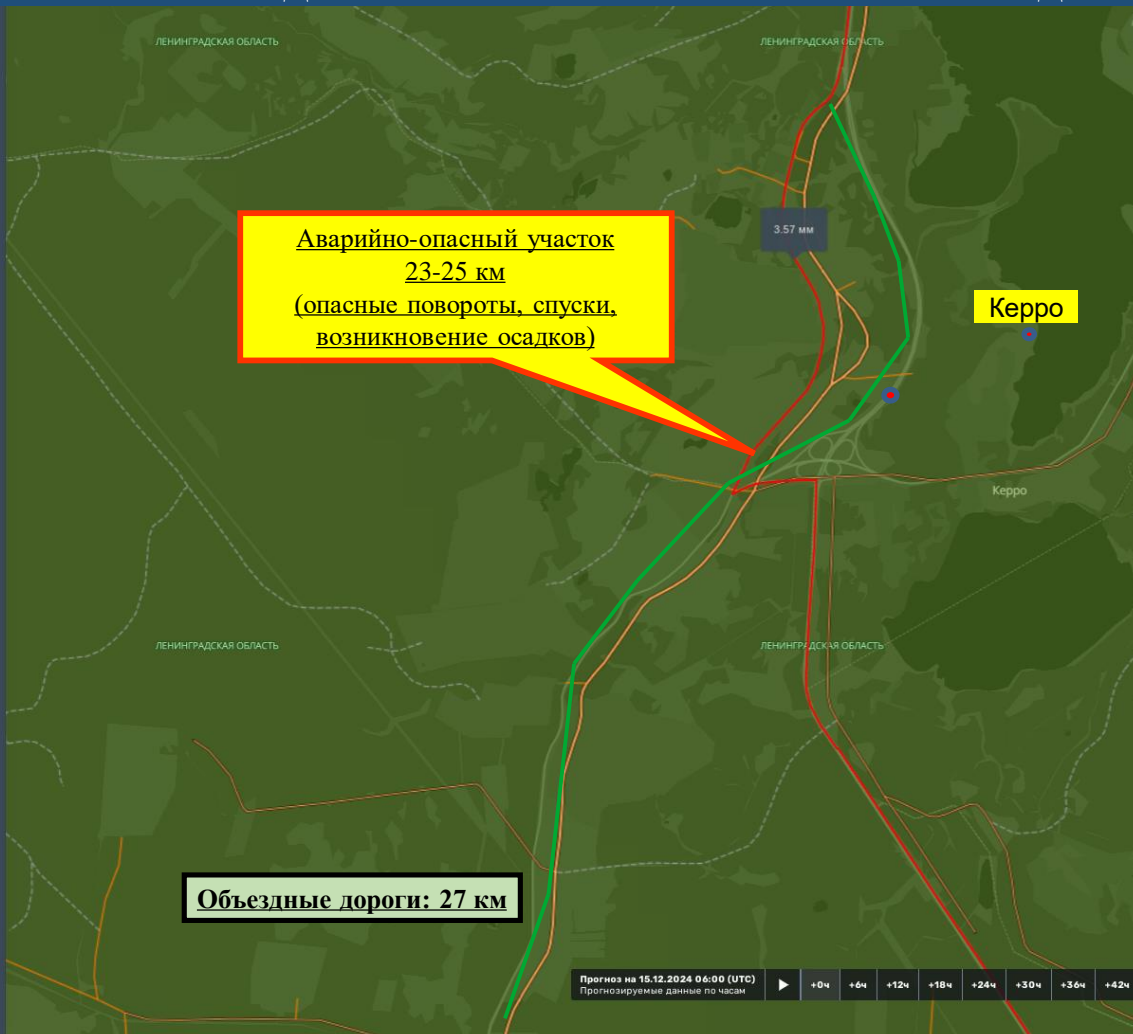 ЛЕНИНГРАДСКАЯ ОБЛАСТЬ
ЛЕНИНГРАДСКАЯ ОБЛАСТЬ
Аварийно-опасный участок
23-25 км
(опасные повороты, спуски,
возникновение осадков)
3.57 мм
Керро
Керро
ЛЕНИНГРАДСКАЯ ОБЛАСТЬ
ЛЕНИНГРАДСКАЯ ОБЛАСТЬ
Объездные дороги: 27 км
Прогноз на 15.12.2024 06:00 (UTC)
Прогнозируемые данные по часам
+0ч +6ч +12ч +18ч +24ч +30ч +36ч +42ч